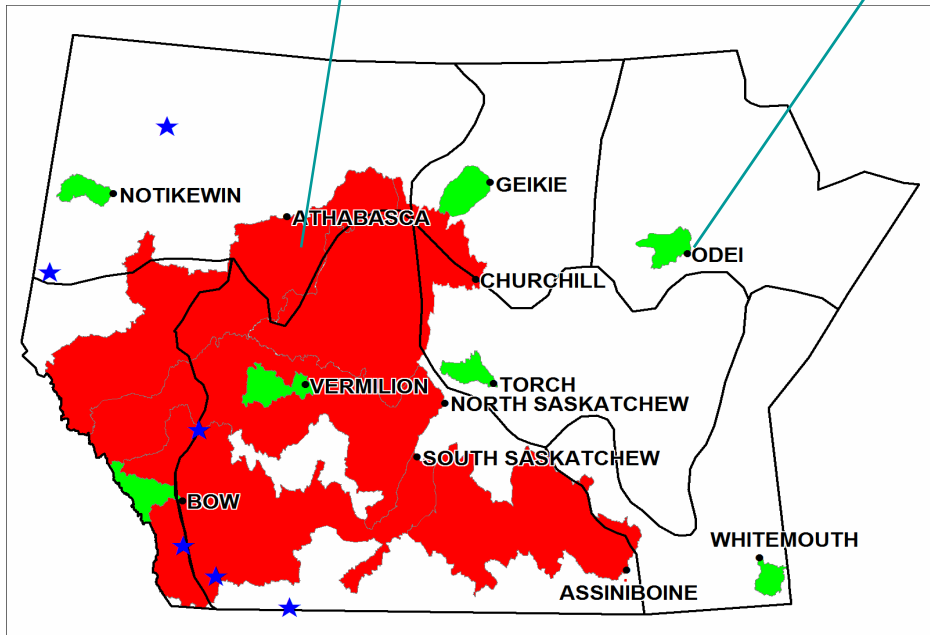 GEIKIE
NOTIKEWIN
ATHABASCA
ODEI
CHURCHILL
VERMILION
TORCH
NORTH SASKATCHEW
SOUTH SASKATCHEW
BOW
WHITEMOUTH
ASSINIBOINE